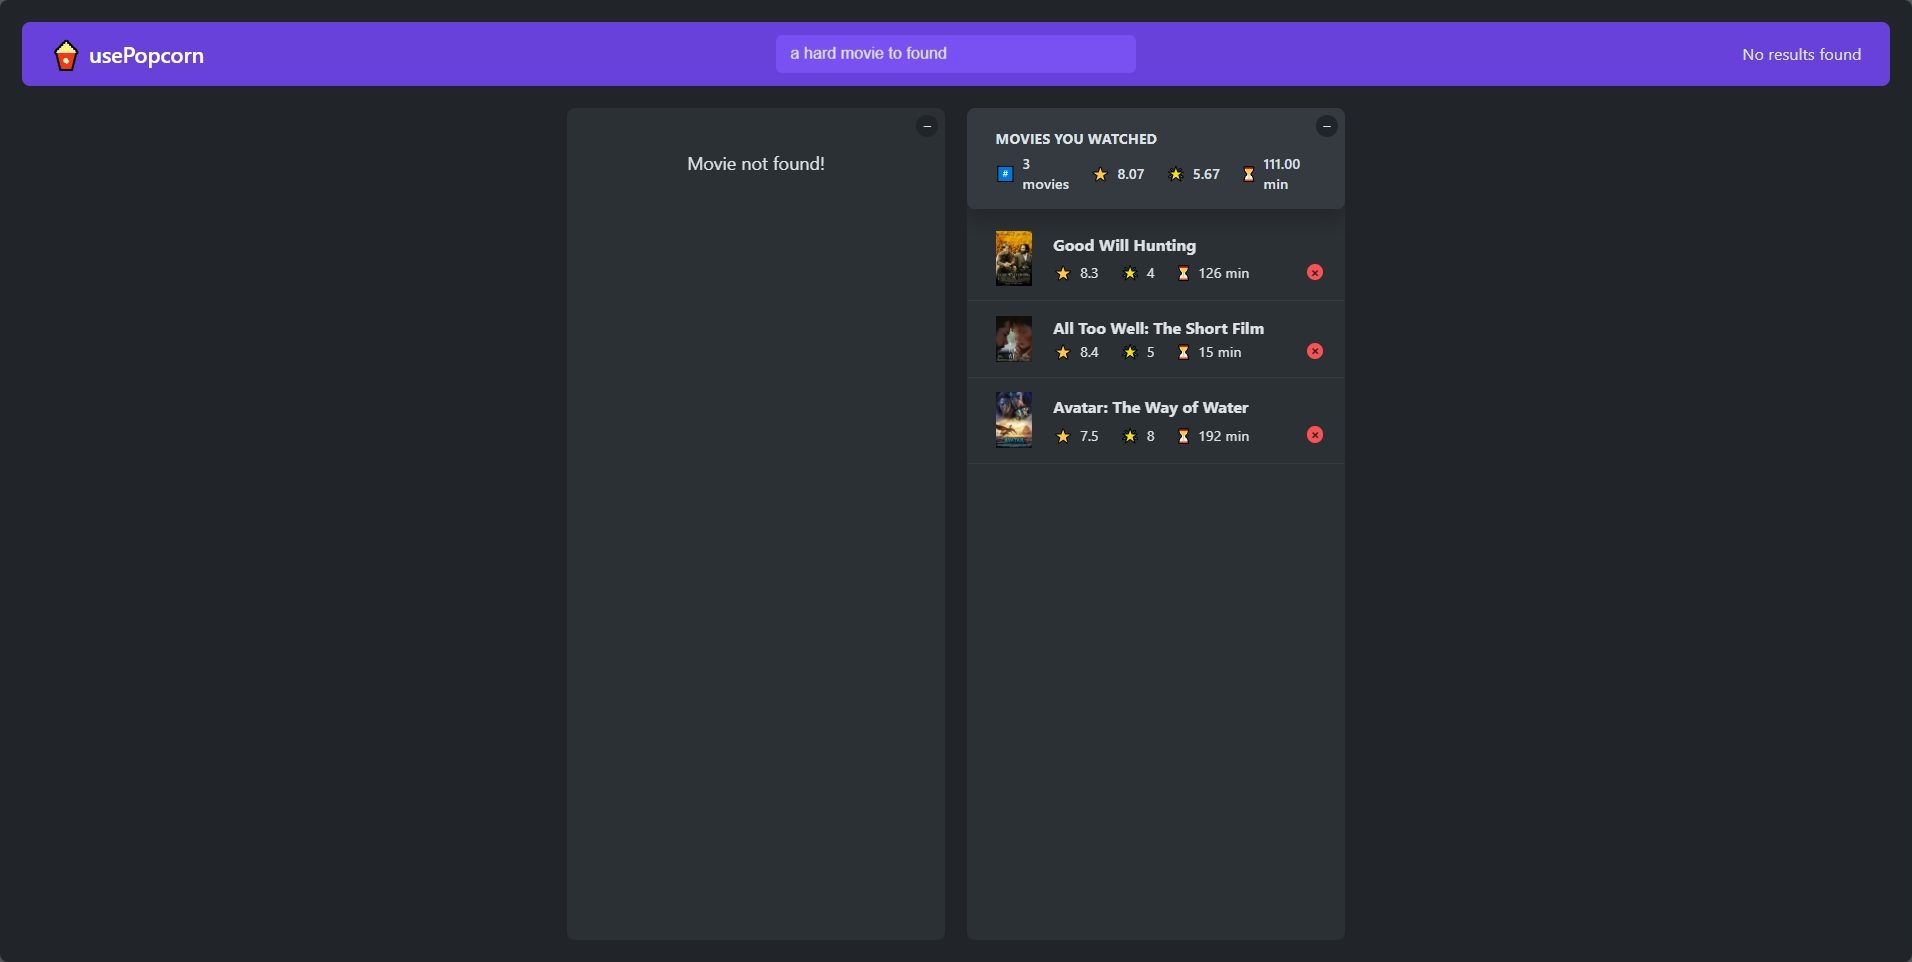 usePopcorn
a hard movie to found
No results found
Movie not found!
MOVIES YOU WATCHED
3 movies
8.07
5.67
111.00 min
Good Will Hunting
8.3 4 126 min
All Too Well: The Short Film
8.4 5 15 min
Avatar: The Way of Water
7.5 8 192 min